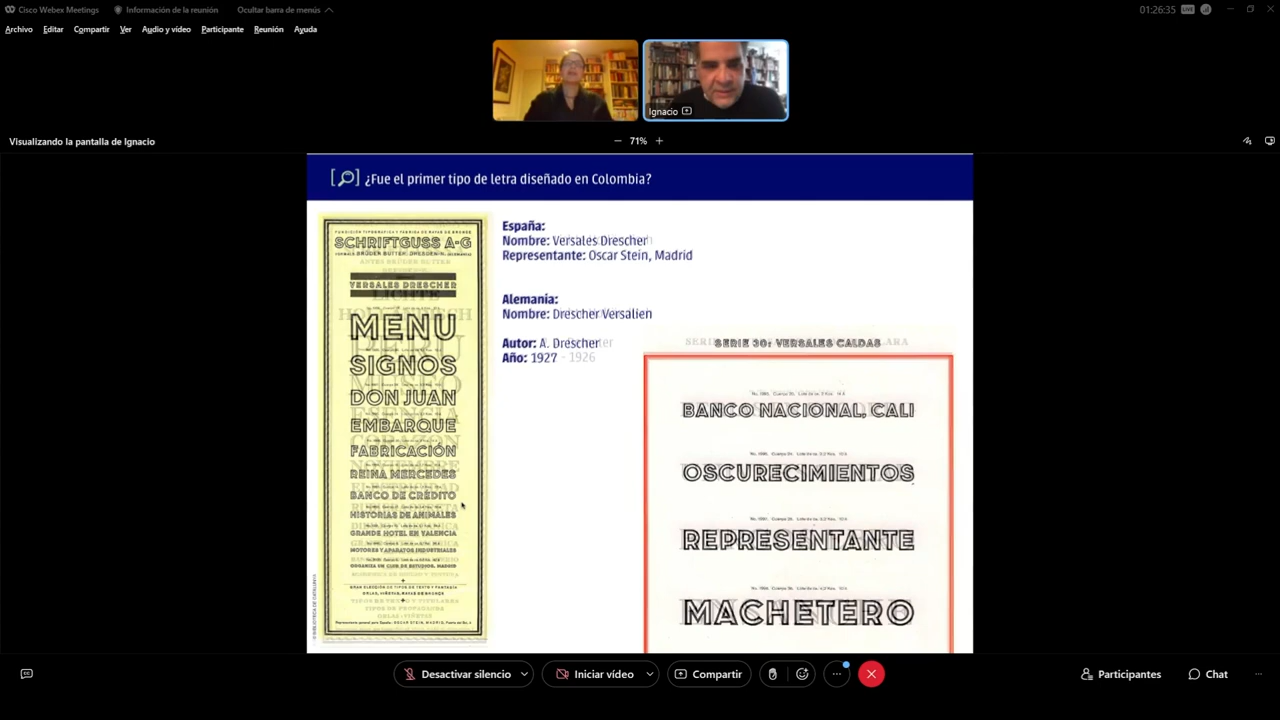 Cisco Webex Meetings
Información de la reunión
Ocultar barra de menús
01:26:35
LIVE
Archivo Editar Compartir Ver Audio y vídeo Participante Reunión Ayuda
Ignacio
Visualizando la pantalla de Ignacio
71%
¿Fue el primer tipo de letra diseñado en Colombia?
SCHRIFTGUSS A-G
VERSALES DRESCHER
MENU
SIGNOS
DON JUAN
EMBARQUE
FABRICACIÓN
REINA MERCEDES
BANCO DE CRÉDITO
HISTORIAS DE ANIMALES
GRANDE HOTEL EN VALENCIA
MOTORES Y APARATOS INDUSTRIALES
España:
Nombre: Versales Drescher
Representante: Oscar Stein, Madrid
Alemania:
Nombre: Drescher Versalien
Autor: A. Drescher
Año: 1927 - 1926
SERIE 30: VERSALES CALDAS
BANCO NACIONAL, CALI
OSCURECIMIENTOS
REPRESENTANTE
MACHETERO
Desactivar silencio
Iniciar vídeo
Compartir
Participantes
Chat